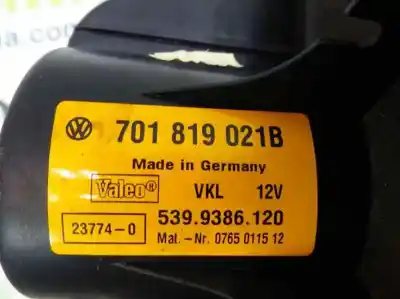 701 819 021B
Made in Germany
Valeo® VKL 12V
23774-0 539.9386.120
Mat.-Nr. 0765 0115 12